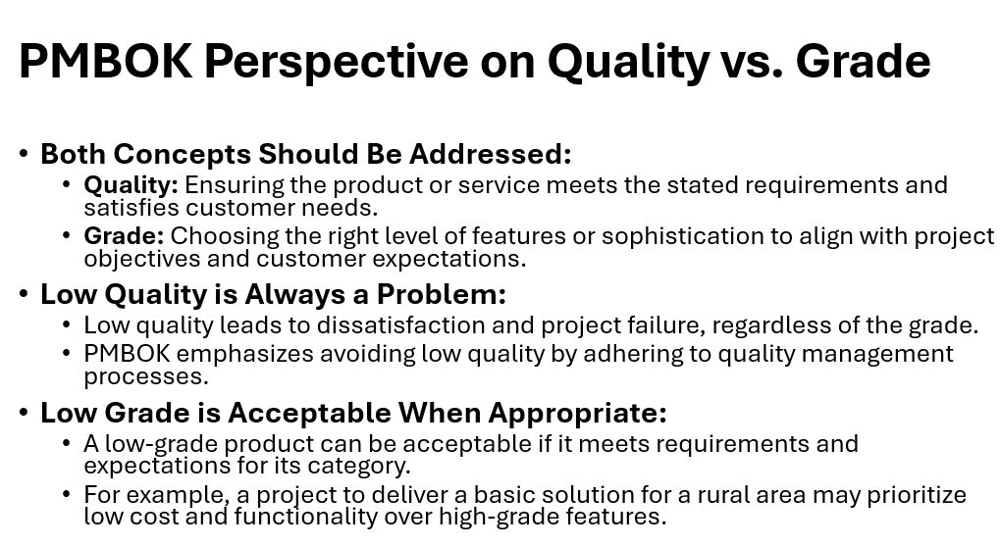 PMBOK Perspective on Quality vs. Grade
• Both Concepts Should Be Addressed:
• Quality: Ensuring the product or service meets the stated requirements and
satisfies customer needs.
• Grade: Choosing the right level of features or sophistication to align with project
objectives and customer expectations.
• Low Quality is Always a Problem:
• Low quality leads to dissatisfaction and project failure, regardless of the grade.
• PMBOK emphasizes avoiding low quality by adhering to quality management
processes.
• Low Grade is Acceptable When Appropriate:
• A low-grade product can be acceptable if it meets requirements and
expectations for its category.
• For example, a project to deliver a basic solution for a rural area may prioritize
low cost and functionality over high-grade features.